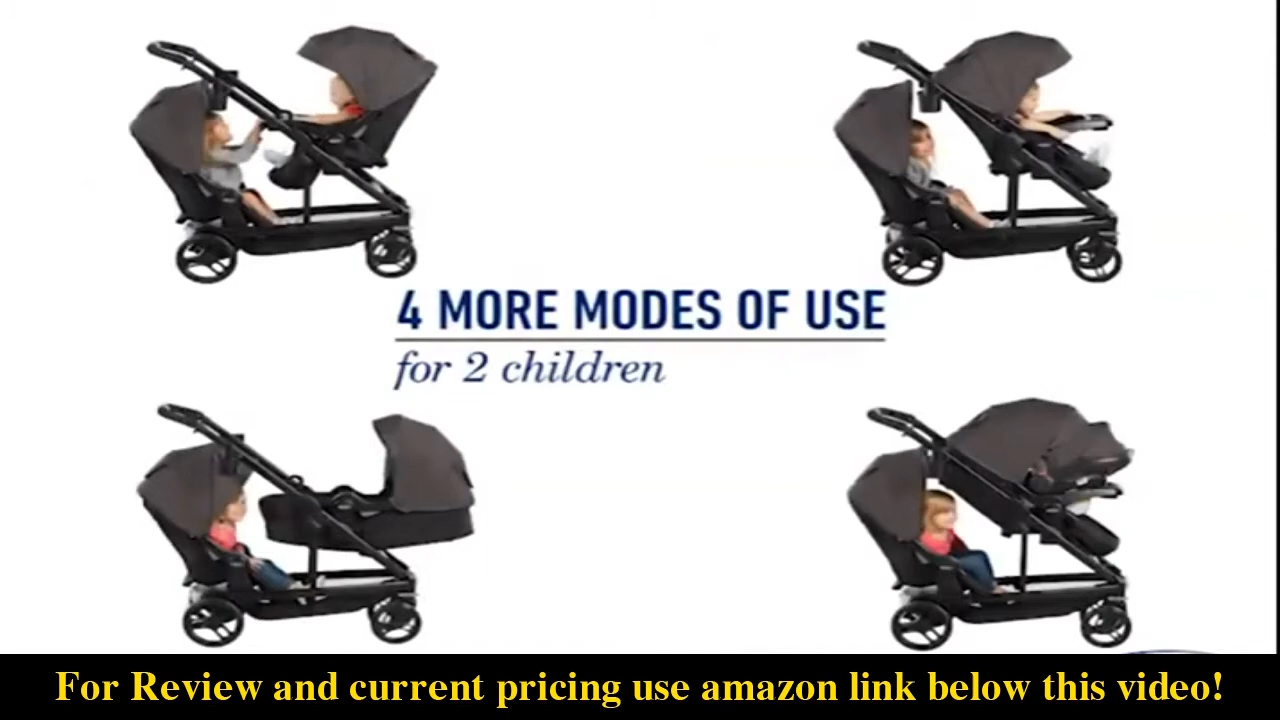 4 MORE MODES OF USE
for 2 children
For Review and current pricing use amazon link below this video!